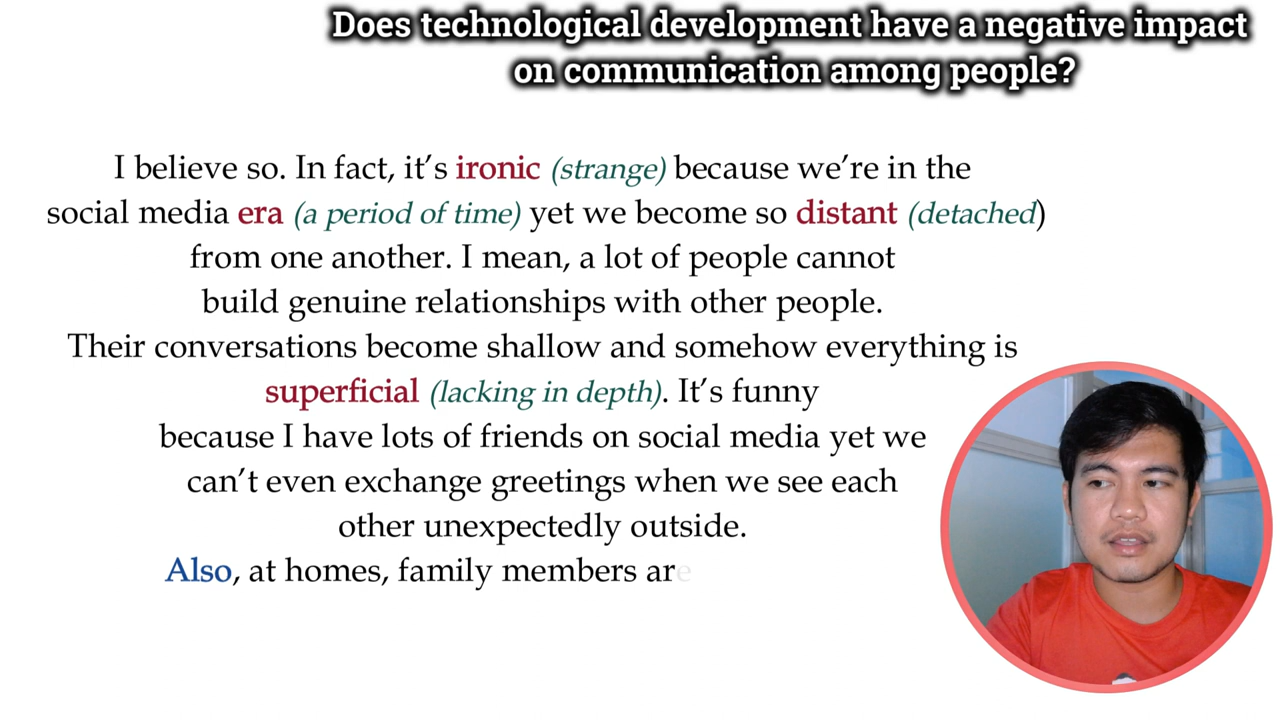 Does technological development have a negative impact
on communication among people?
I believe so. In fact, it's ironic (strange) because we're in the
social media era (a period of time) yet we become so distant (detached)
from one another. I mean, a lot of people cannot
build genuine relationships with other people.
Their conversations become shallow and somehow everything is
superficial (lacking in depth). It's funny
because I have lots of friends on social media yet we
can't even exchange greetings when we see each
other unexpectedly outside.
Also, at homes, family members are